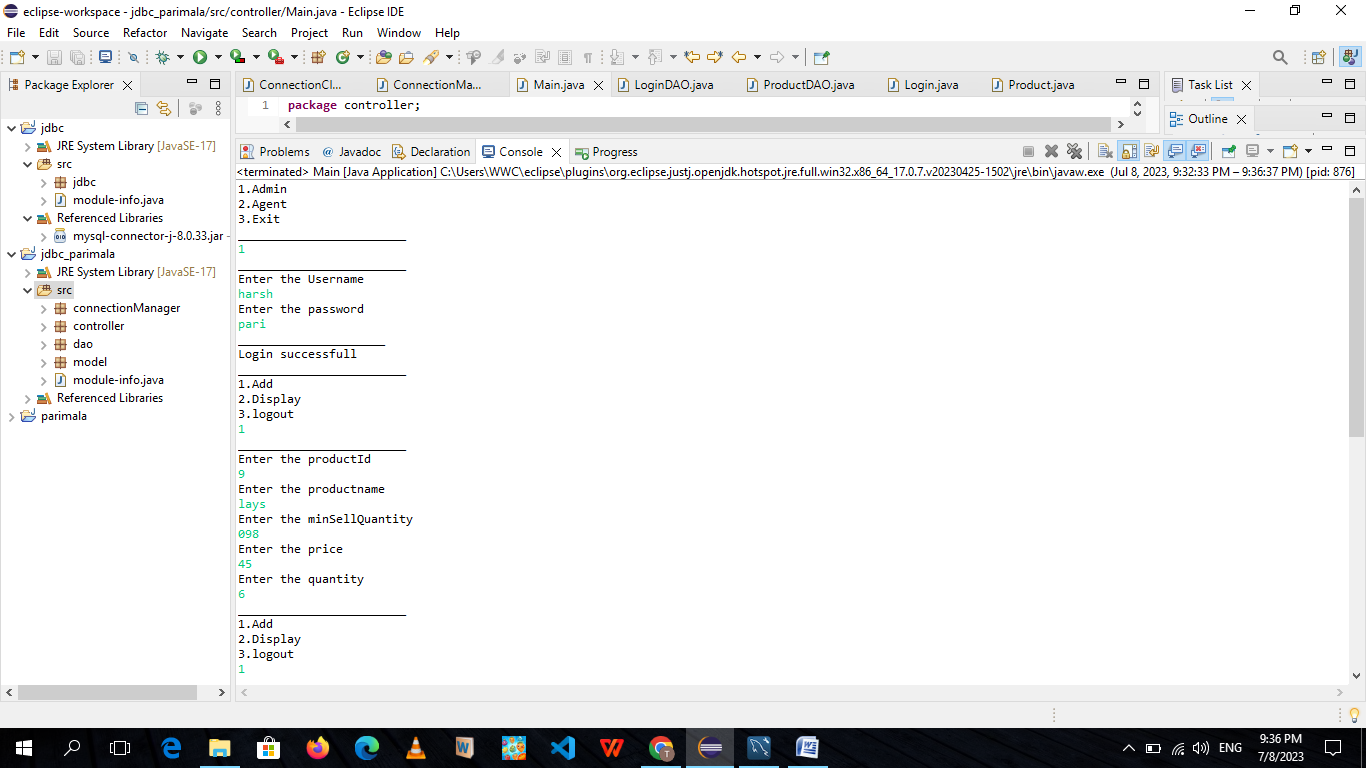 eclipse-workspace - jdbc_parimala/src/controller/Main.java - Eclipse IDE
File Edit Source Refactor Navigate Search Project Run Window Help
Package Explorer
jdbc
JRE System Library [JavaSE-17]
src
jdbc
module-info.java
Referenced Libraries
mysql-connector-j-8.0.33.jar -
jdbc_parimala
JRE System Library [JavaSE-17]
src
connectionManager
controller
dao
model
module-info.java
Referenced Libraries
parimala
ConnectionCl... ConnectionMa... Main.java LoginDAO.java ProductDAO.java Login.java Product.java
1 package controller;
Task List
Outline
Problems @ Javadoc Declaration Console Progress
<terminated> Main [Java Application] C:\Users\WWC\eclipse\plugins\org.eclipse.justj.openjdk.hotspot.jre.full.win32.x86_64_17.0.7.v20230425-1502\jre\bin\javaw.exe (Jul 8, 2023, 9:32:33 PM – 9:36:37 PM) [pid: 876]
1.Admin
2.Agent
3.Exit
________________________
1
________________________
Enter the Username
harsh
Enter the password
pari
_____________________
Login successfull
________________________
1.Add
2.Display
3.logout
1
________________________
Enter the productId
9
Enter the productname
lays
Enter the minSellQuantity
098
Enter the price
45
Enter the quantity
6
________________________
1.Add
2.Display
3.logout
1
ENG
9:36 PM
7/8/2023